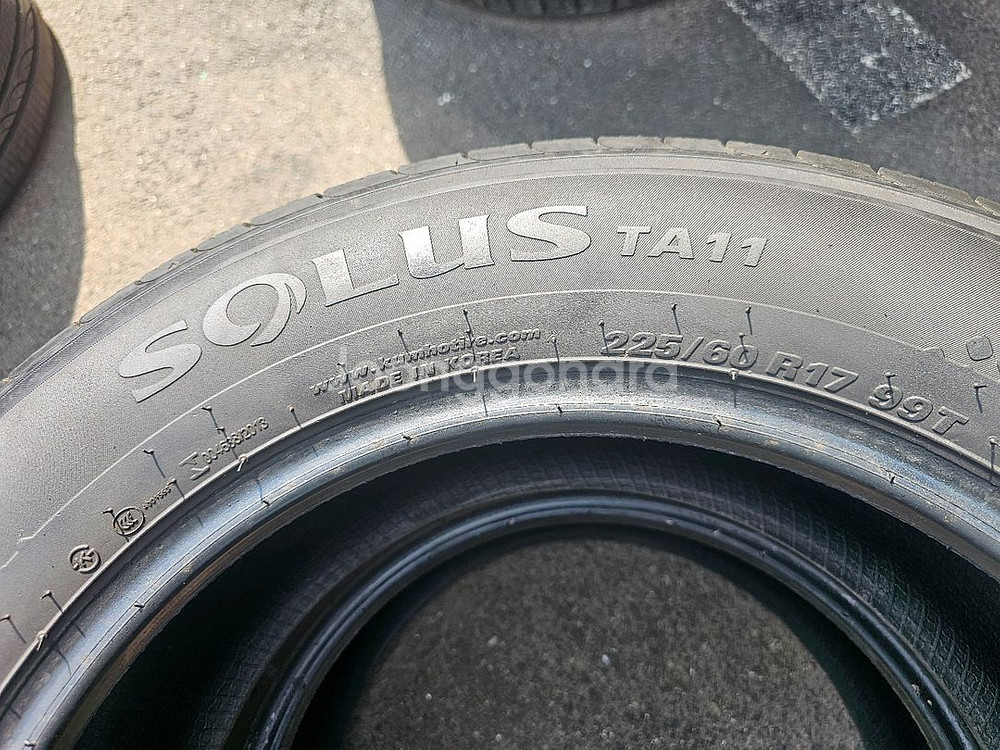 SOLUS TA11
www.kumhotire.com
MADE IN KOREA
225/60 R17 99T